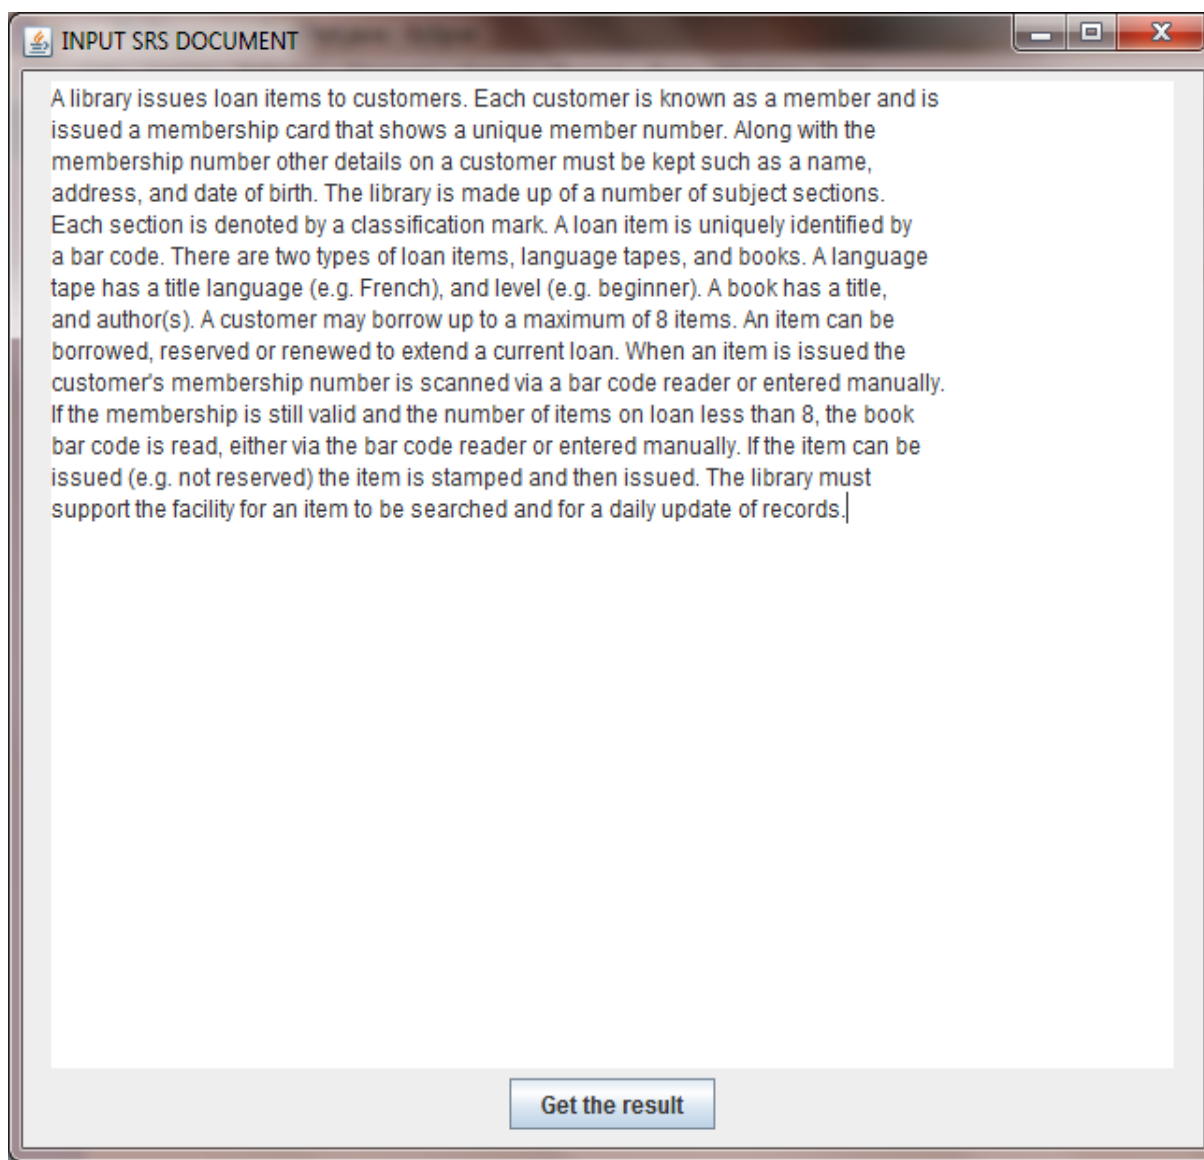 INPUT SRS DOCUMENT
A library issues loan items to customers. Each customer is known as a member and is
issued a membership card that shows a unique member number. Along with the
membership number other details on a customer must be kept such as a name,
address, and date of birth. The library is made up of a number of subject sections.
Each section is denoted by a classification mark. A loan item is uniquely identified by
a bar code. There are two types of loan items, language tapes, and books. A language
tape has a title language (e.g. French), and level (e.g. beginner). A book has a title,
and author(s). A customer may borrow up to a maximum of 8 items. An item can be
borrowed, reserved or renewed to extend a current loan. When an item is issued the
customer's membership number is scanned via a bar code reader or entered manually.
If the membership is still valid and the number of items on loan less than 8, the book
bar code is read, either via the bar code reader or entered manually. If the item can be
issued (e.g. not reserved) the item is stamped and then issued. The library must
support the facility for an item to be searched and for a daily update of records.
Get the result